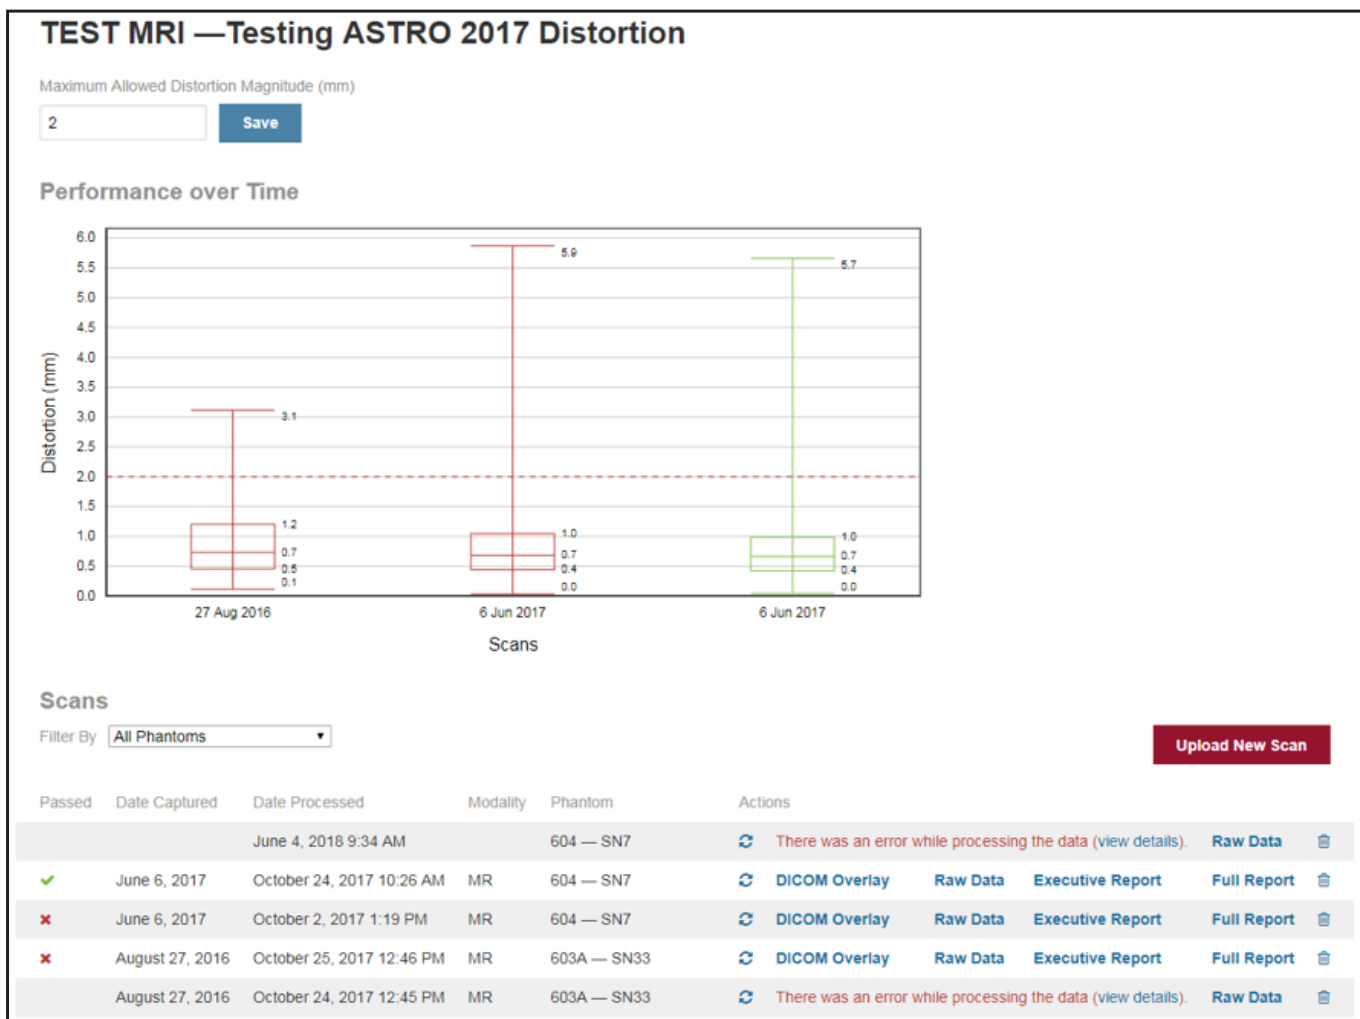 TEST MRI —Testing ASTRO 2017 Distortion
Maximum Allowed Distortion Magnitude (mm)
2 Save
Performance over Time
Distortion (mm)
6.0
5.5
5.0
4.5
4.0
3.5
3.0
2.5
2.0
1.5
1.0
0.5
0.0
3.1
1.2
0.7
0.5
0.1
5.9
1.0
0.7
0.4
0.0
5.7
1.0
0.7
0.4
0.0
27 Aug 2016 6 Jun 2017 6 Jun 2017
Scans
Scans
Filter By All Phantoms Upload New Scan
Passed Date Captured Date Processed Modality Phantom Actions
June 4, 2018 9:34 AM 604 — SN7 There was an error while processing the data (view details). Raw Data
June 6, 2017 October 24, 2017 10:26 AM MR 604 — SN7 DICOM Overlay Raw Data Executive Report Full Report
June 6, 2017 October 2, 2017 1:19 PM MR 604 — SN7 DICOM Overlay Raw Data Executive Report Full Report
August 27, 2016 October 25, 2017 12:46 PM MR 603A — SN33 DICOM Overlay Raw Data Executive Report Full Report
August 27, 2016 October 24, 2017 12:45 PM MR 603A — SN33 There was an error while processing the data (view details). Raw Data